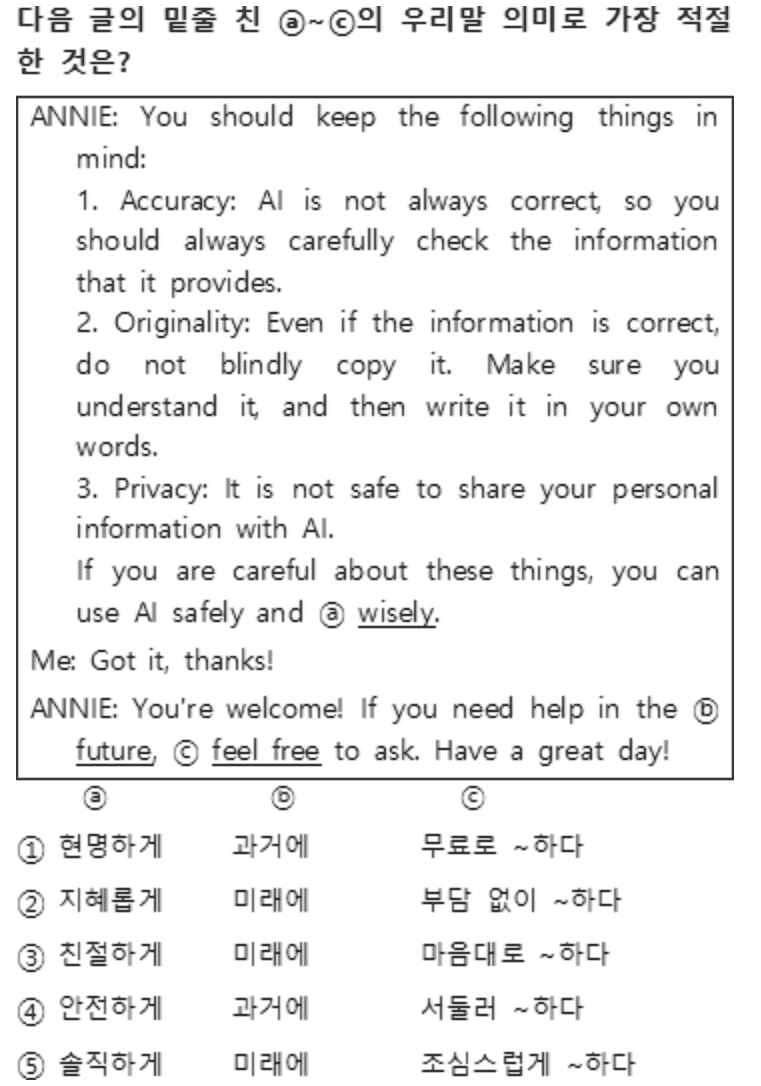 다음 글의 밑줄 친 ⓐ~ⓒ의 우리말 의미로 가장 적절
한 것은?
ANNIE: You should keep the following things in
mind:
1. Accuracy: AI is not always correct, so you
should always carefully check the information
that it provides.
2. Originality: Even if the information is correct,
do not blindly copy it. Make sure you
understand it, and then write it in your own
words.
3. Privacy: It is not safe to share your personal
information with AI.
If you are careful about these things, you can
use AI safely and ⓐ wisely.
Me: Got it, thanks!
ANNIE: You're welcome! If you need help in the ⓑ
future, ⓒ feel free to ask. Have a great day!
ⓐ ⓑ ⓒ
① 현명하게 과거에 무료로 ~하다
② 지혜롭게 미래에 부담 없이 ~하다
③ 친절하게 미래에 마음대로 ~하다
④ 안전하게 과거에 서둘러 ~하다
⑤ 솔직하게 미래에 조심스럽게 ~하다